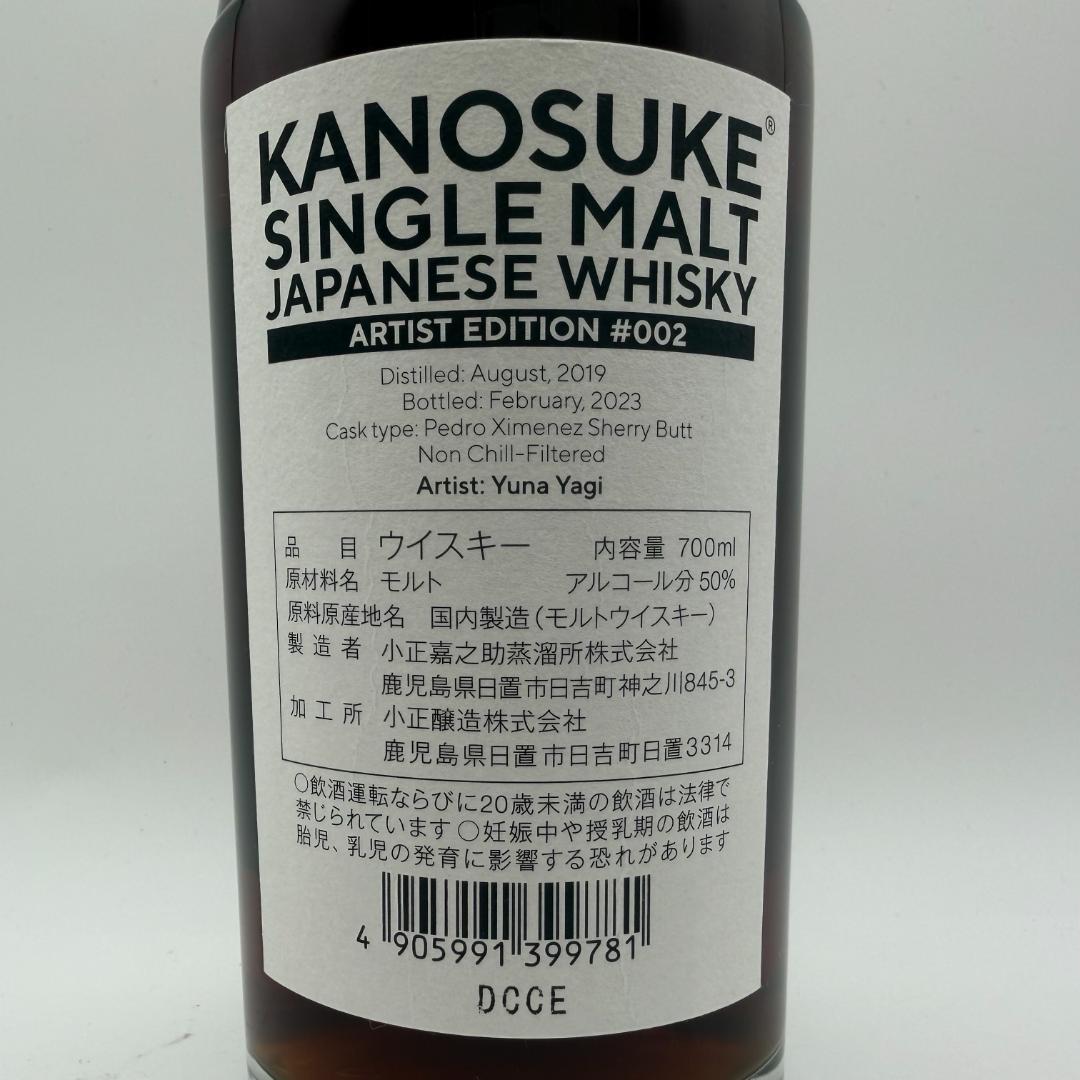 KANOSUKE®
SINGLE MALT
JAPANESE WHISKY
ARTIST EDITION #002
Distilled: August, 2019
Bottled: February, 2023
Cask type: Pedro Ximenez Sherry Butt
Non Chill-Filtered
Artist: Yuna Yagi
品目 ウイスキー 内容量 700ml
原材料名 モルト アルコール分 50%
原料原産地名 国内製造(モルトウイスキー)
製造者 小正嘉之助蒸溜所株式会社
鹿児島県日置市日吉町神之川845-3
加工所 小正醸造株式会社
鹿児島県日置市日吉町日置3314
○飲酒運転ならびに20歳未満の飲酒は法律で
禁じられています ○妊娠中や授乳期の飲酒は
胎児、乳児の発育に影響する恐れがあります
4 905991 399781
DCCE